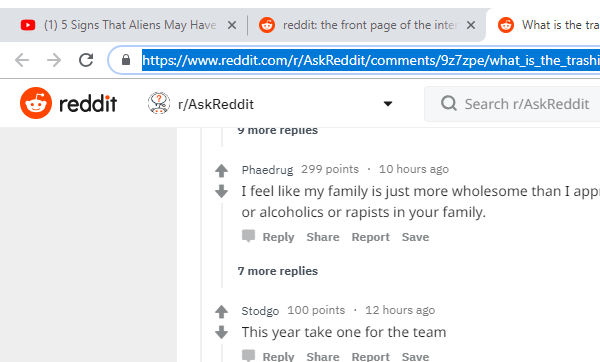 (1) 5 Signs That Aliens May Have
reddit: the front page of the inter
What is the tra
https://www.reddit.com/r/AskReddit/comments/9z7zpe/what_is_the_trashi
reddit
r/AskReddit
Search r/AskReddit
9 more replies
Phaedrug 299 points · 10 hours ago
I feel like my family is just more wholesome than I appr
or alcoholics or rapists in your family.
Reply Share Report Save
7 more replies
Stodgo 100 points · 12 hours ago
This year take one for the team
Reply Share Report Save